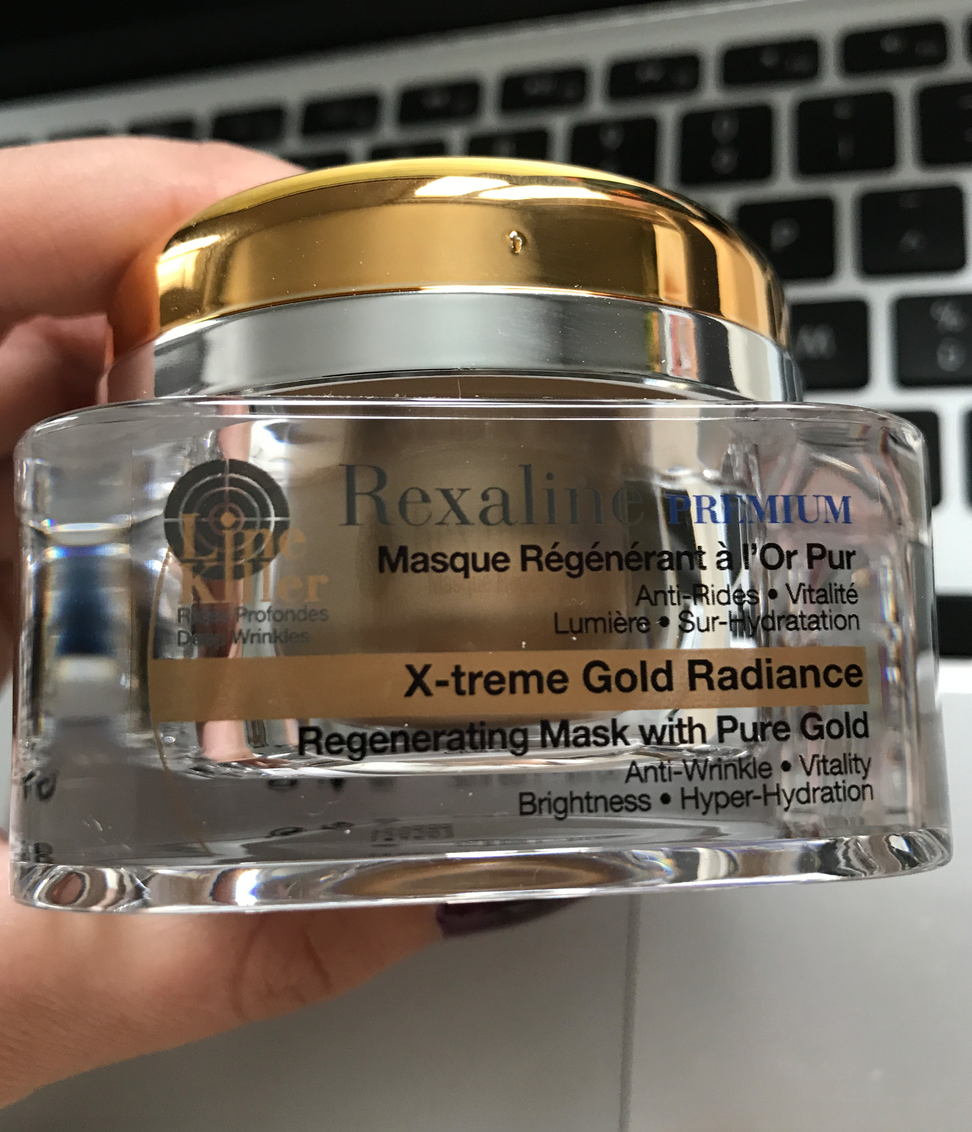 Rexaline PREMIUM
Line
Killer
Rides Profondes
Deep Wrinkles
Masque Régénérant à l'Or Pur
Anti-Rides • Vitalité
Lumière • Sur-Hydratation
X-treme Gold Radiance
Regenerating Mask with Pure Gold
Anti-Wrinkle • Vitality
Brightness • Hyper-Hydration
P
M
%